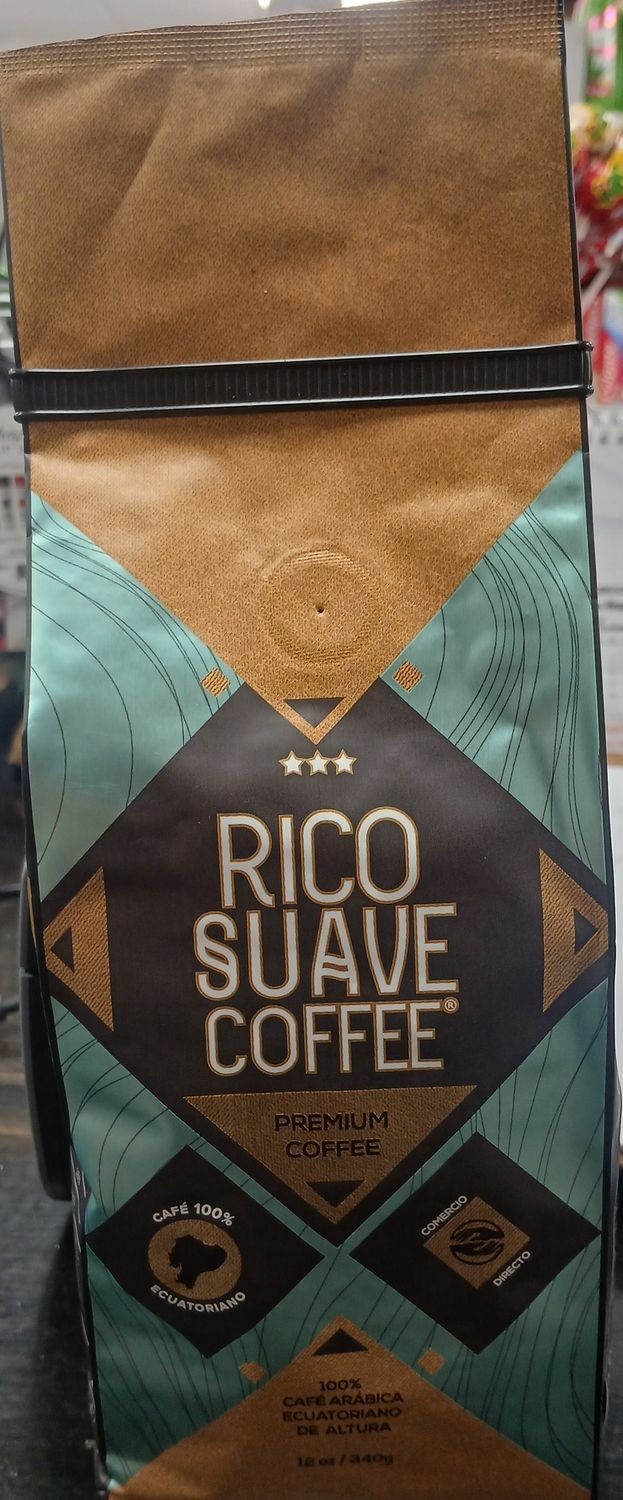 RICO
SUAVE
COFFEE®
PREMIUM
COFFEE
CAFÉ 100%
ECUATORIANO
COMERCIO
DIRECTO
100%
CAFÉ ARÁBICA
ECUATORIANO
DE ALTURA
12 oz / 340g